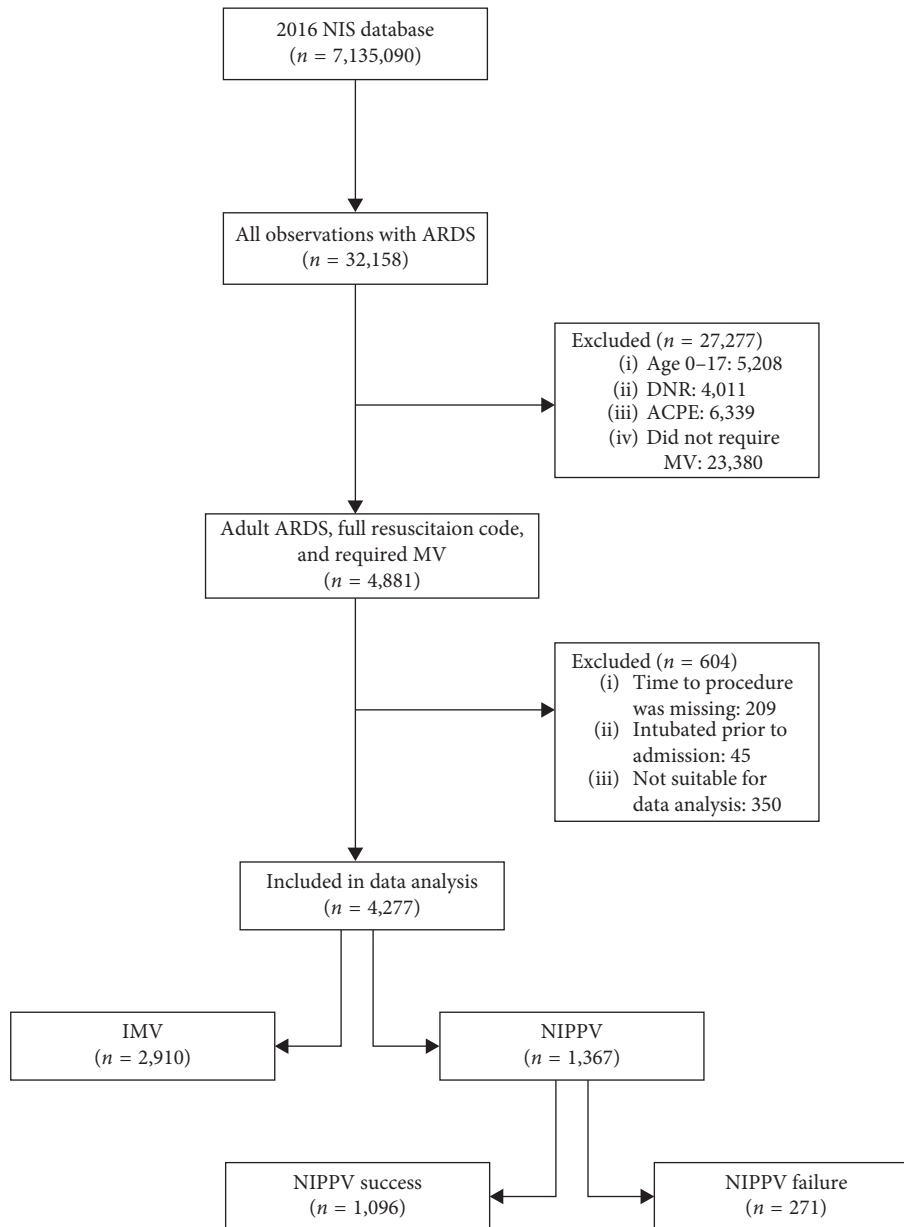 2016 NIS database
(n = 7,135,090)
All observations with ARDS
(n = 32,158)
Excluded (n = 27,277)
(i) Age 0–17: 5,208
(ii) DNR: 4,011
(iii) ACPE: 6,339
(iv) Did not require
MV: 23,380
Adult ARDS, full resuscitaion code,
and required MV
(n = 4,881)
Excluded (n = 604)
(i) Time to procedure
was missing: 209
(ii) Intubated prior to
admission: 45
(iii) Not suitable for
data analysis: 350
Included in data analysis
(n = 4,277)
IMV
(n = 2,910)
NIPPV
(n = 1,367)
NIPPV success
(n = 1,096)
NIPPV failure
(n = 271)